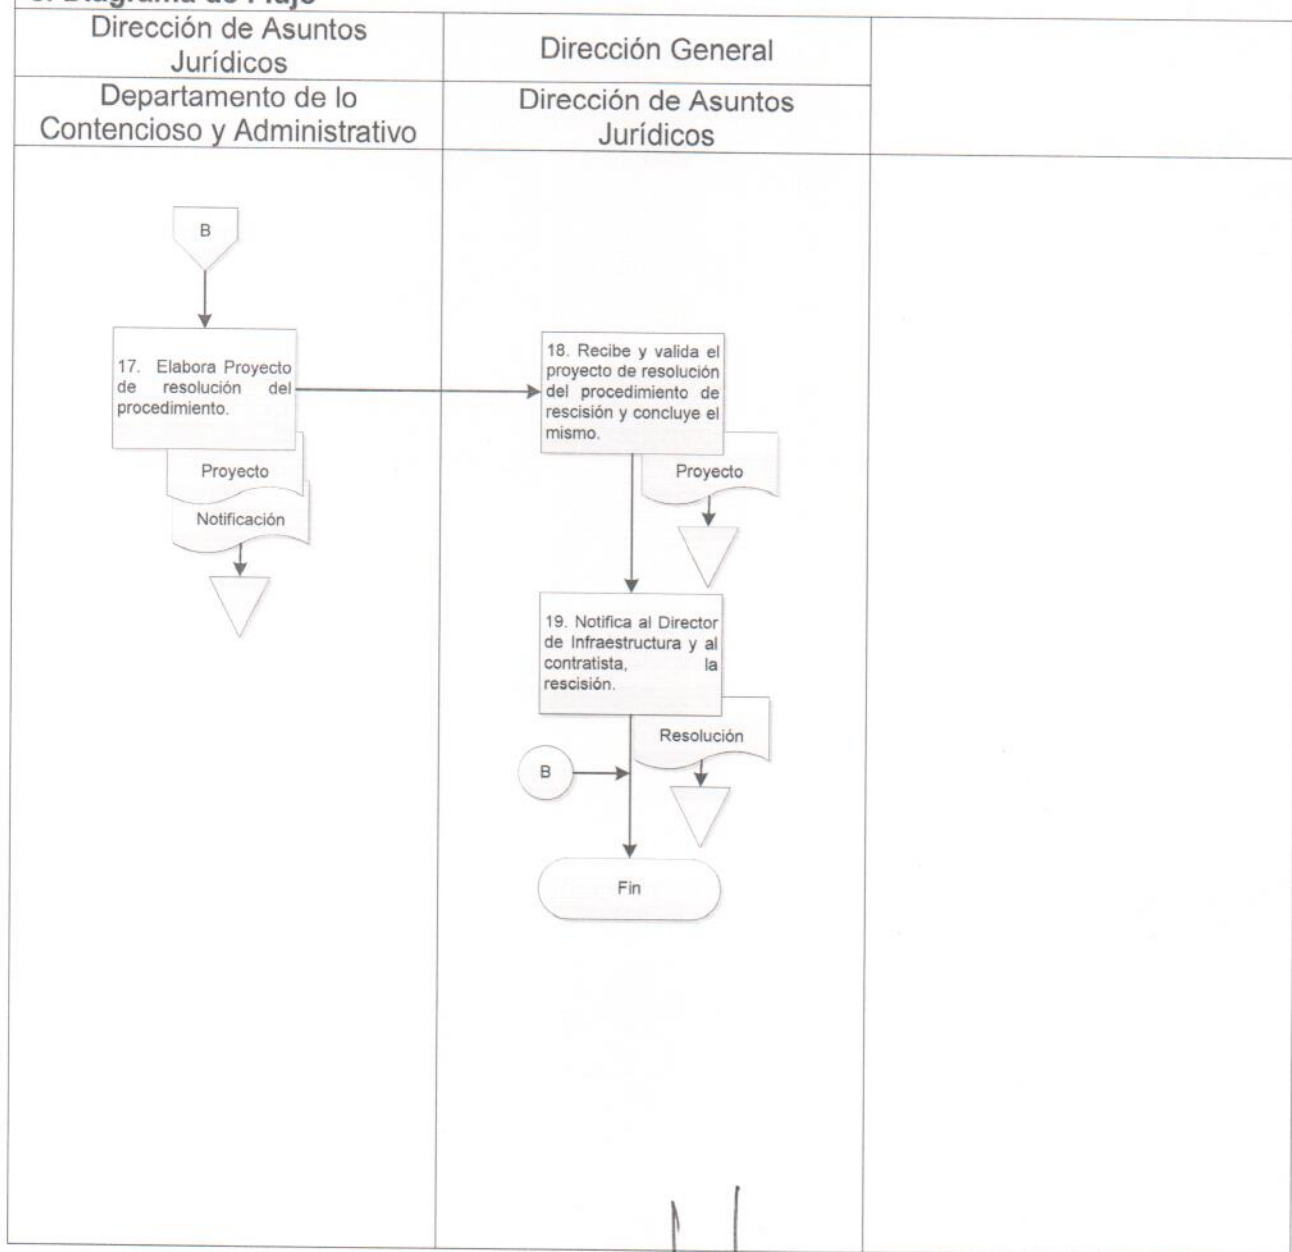 Diagrama de Flujo
Dirección de Asuntos
Jurídicos
Dirección General
Departamento de lo
Contencioso y Administrativo
Dirección de Asuntos
Jurídicos
B
17. Elabora Proyecto
de resolución del
procedimiento.
Proyecto
Notificación
18. Recibe y valida el
proyecto de resolución
del procedimiento de
rescisión y concluye el
mismo.
Proyecto
19. Notifica al Director
de Infraestructura y al
contratista, la
rescisión.
Resolución
B
Fin